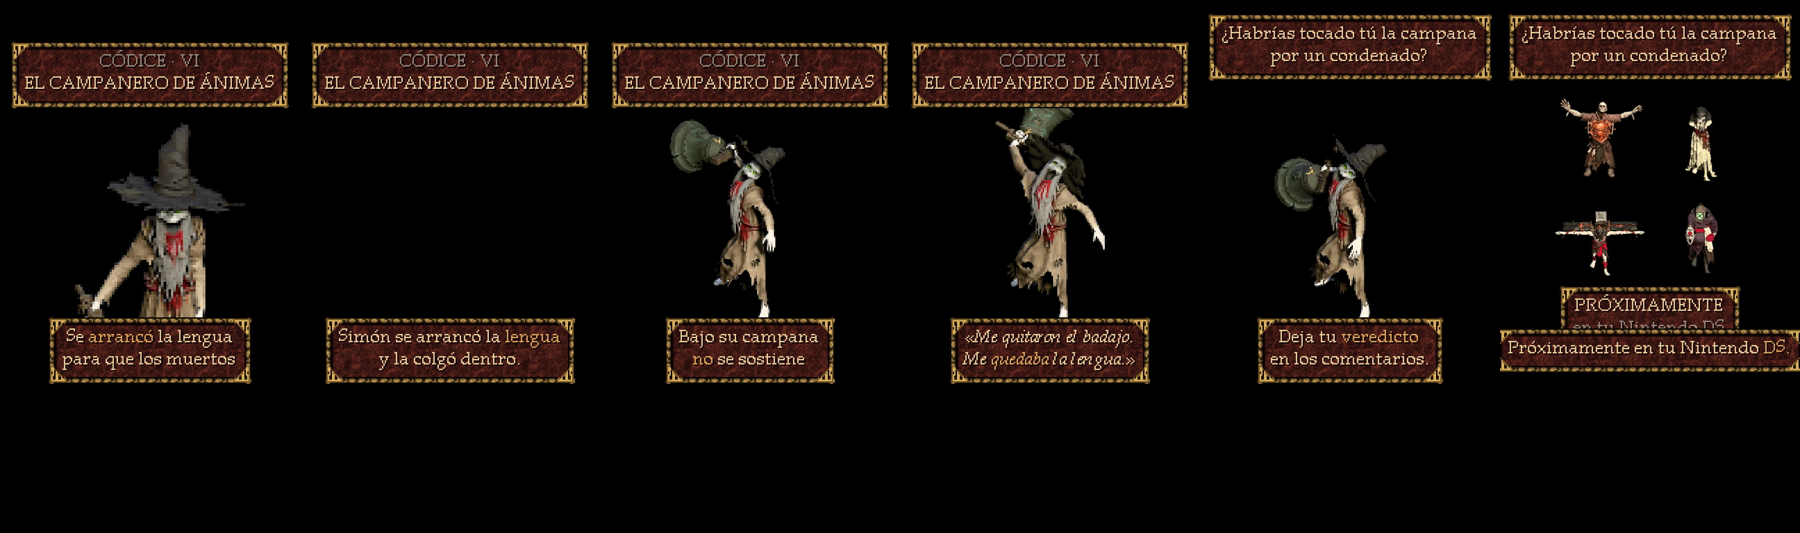 CÓDICE · VI
EL CAMPANERO DE ÁNIMAS
Se arrancó la lengua
para que los muertos
CÓDICE · VI
EL CAMPANERO DE ÁNIMAS
Simón se arrancó la lengua
y la colgó dentro.
CÓDICE · VI
EL CAMPANERO DE ÁNIMAS
Bajo su campana
no se sostiene
CÓDICE · VI
EL CAMPANERO DE ÁNIMAS
«Me quitaron el badajo.
Me quedaba la lengua.»
¿Habrías tocado tú la campana
por un condenado?
Deja tu veredicto
en los comentarios.
¿Habrías tocado tú la campana
por un condenado?
PRÓXIMAMENTE
en tu Nintendo DS
Próximamente en tu Nintendo DS.